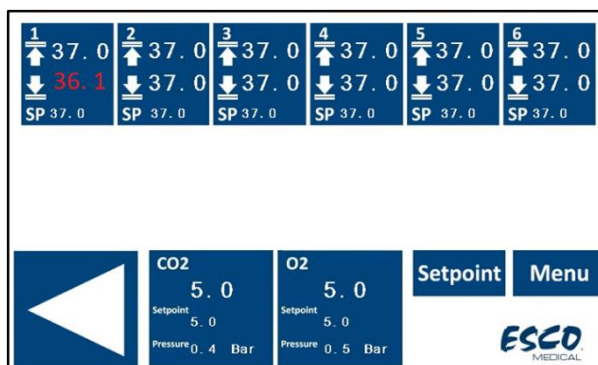 1 2 3 4 5 6
37.0 37.0 37.0 37.0 37.0 37.0
36.1 37.0 37.0 37.0 37.0 37.0
SP 37.0 SP 37.0 SP 37.0 SP 37.0 SP 37.0 SP 37.0
CO2
5.0
Setpoint
5.0
Pressure 0.4 Bar
O2
5.0
Setpoint
5.0
Pressure 0.5 Bar
Setpoint
Menu
ESCO
MEDICAL